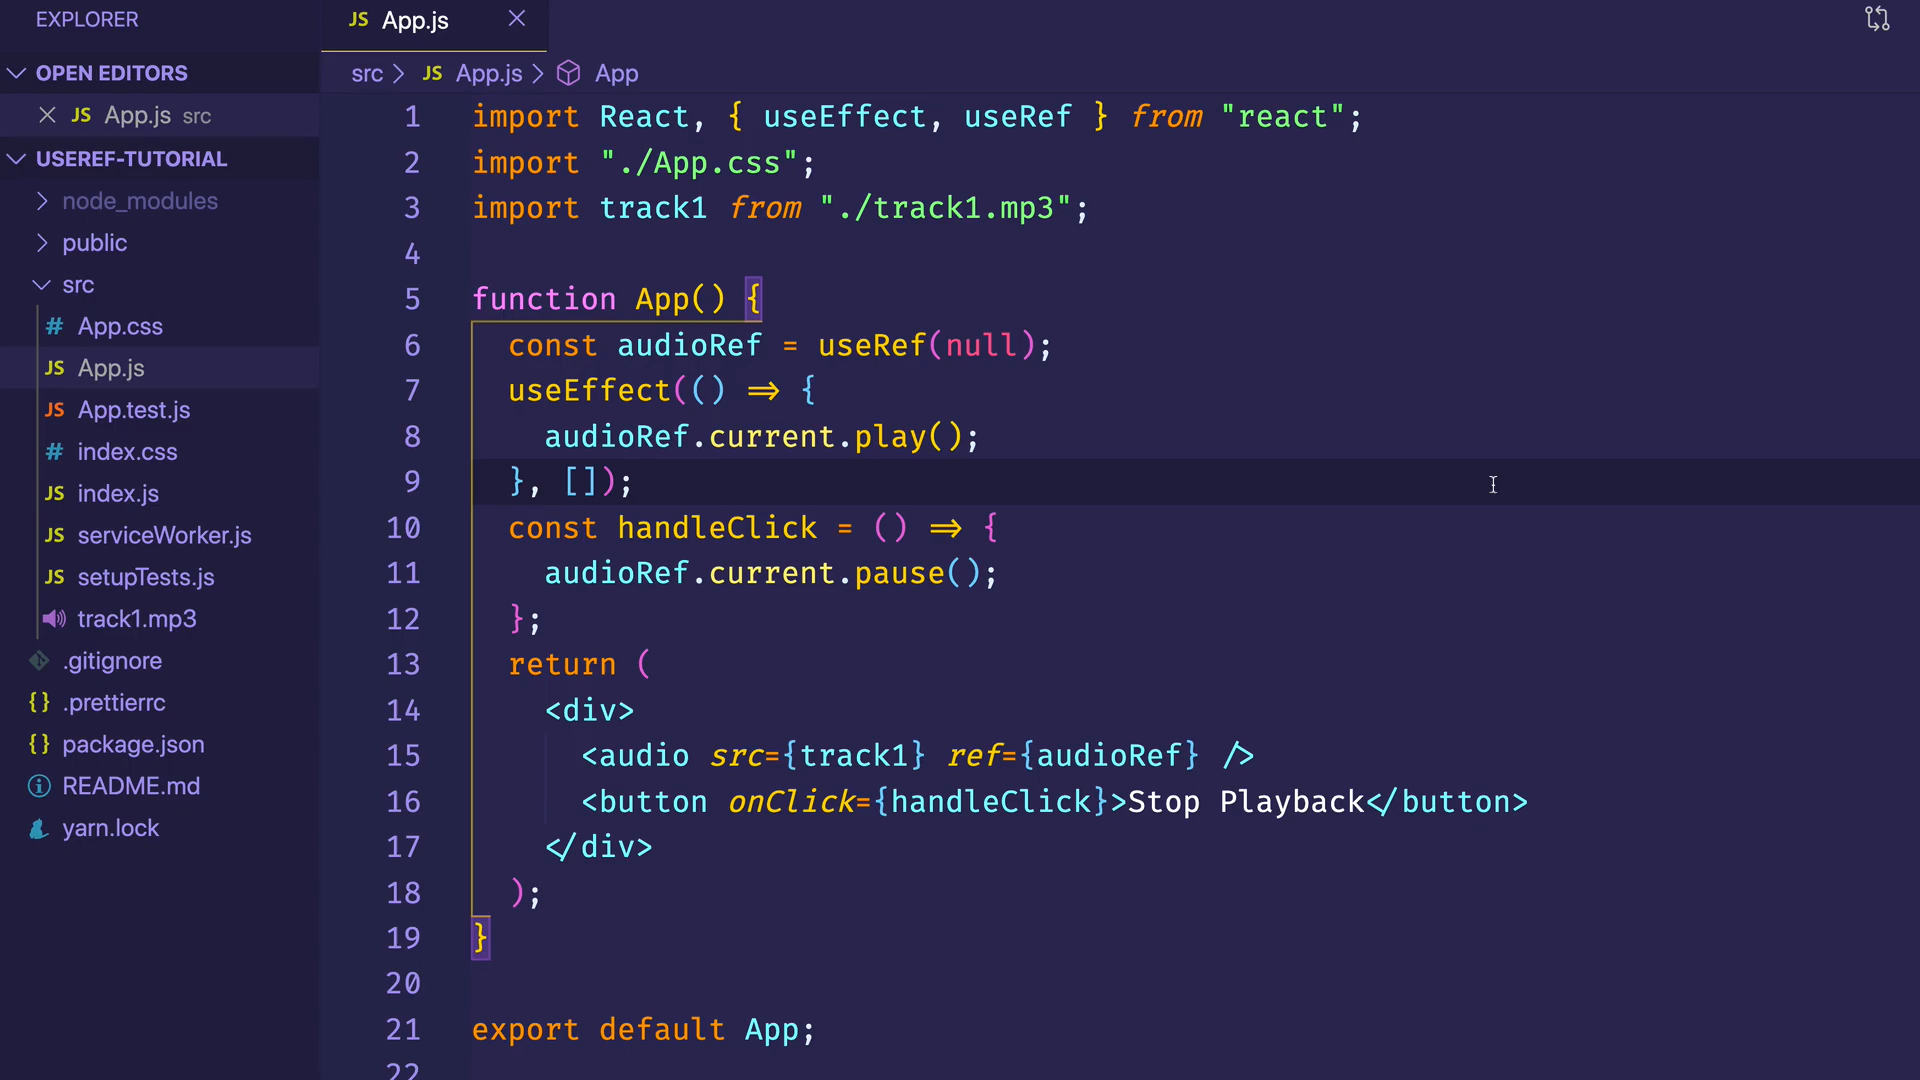 EXPLORER
OPEN EDITORS
JS App.js src
USEREF-TUTORIAL
node_modules
public
src
# App.css
JS App.js
JS App.test.js
# index.css
JS index.js
JS serviceWorker.js
JS setupTests.js
track1.mp3
.gitignore
{} .prettierrc
{} package.json
README.md
yarn.lock
JS App.js
src > JS App.js > App
1 import React, { useEffect, useRef } from "react";
2 import "./App.css";
3 import track1 from "./track1.mp3";
4
5 function App() {
6   const audioRef = useRef(null);
7   useEffect(() => {
8     audioRef.current.play();
9   }, []);
10   const handleClick = () => {
11     audioRef.current.pause();
12   };
13   return (
14     <div>
15       <audio src={track1} ref={audioRef} />
16       <button onClick={handleClick}>Stop Playback</button>
17     </div>
18   );
19 }
20
21 export default App;
22